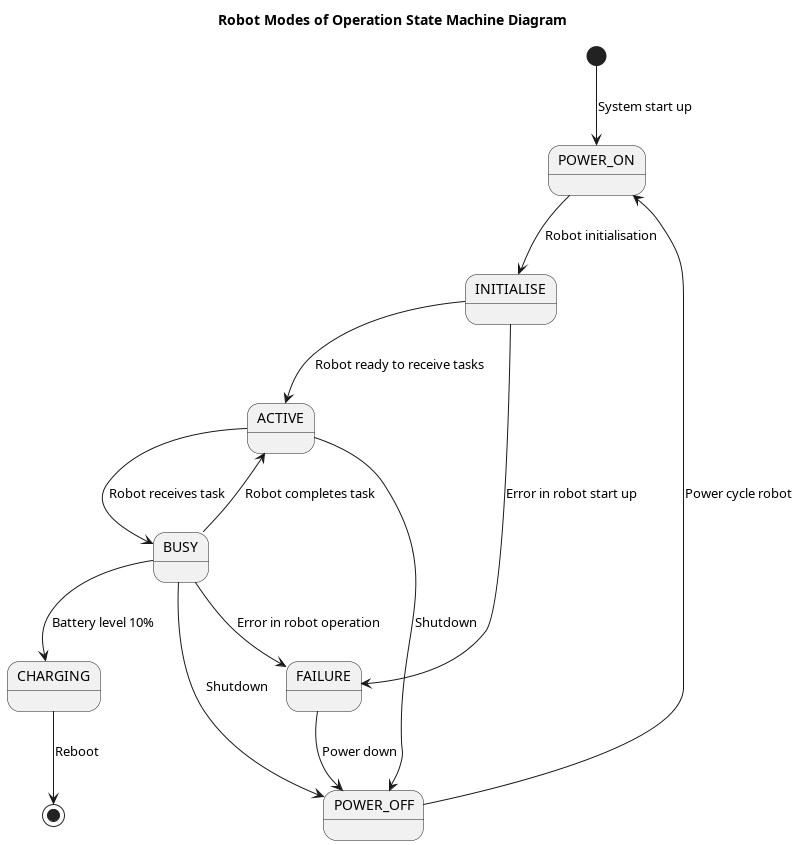 Robot Modes of Operation State Machine Diagram
System start up
POWER_ON
Robot initialisation
INITIALISE
Robot ready to receive tasks
ACTIVE
Robot receives task
Robot completes task
Error in robot start up
Power cycle robot
BUSY
Battery level 10%
Error in robot operation
Shutdown
CHARGING
FAILURE
Shutdown
Reboot
Power down
POWER_OFF